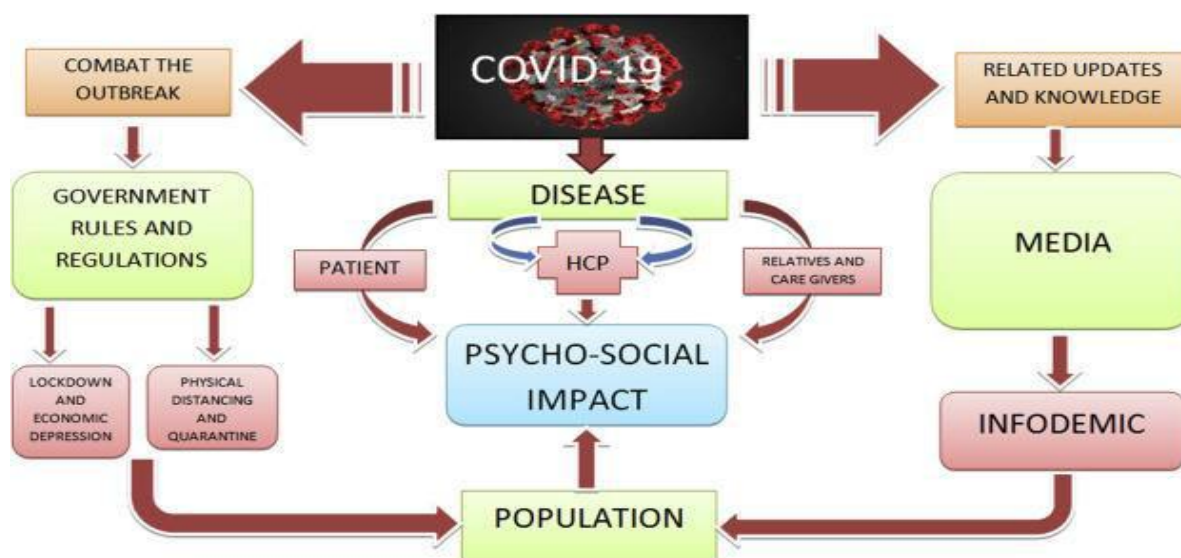 COVID-19
COMBAT THE
OUTBREAK
RELATED UPDATES
AND KNOWLEDGE
GOVERNMENT
RULES AND
REGULATIONS
DISEASE
MEDIA
PATIENT
HCP
RELATIVES AND
CARE GIVERS
PSYCHO-SOCIAL
IMPACT
LOCKDOWN
AND
ECONOMIC
DEPRESSION
PHYSICAL
DISTANCING
AND
QUARANTINE
INFODEMIC
POPULATION